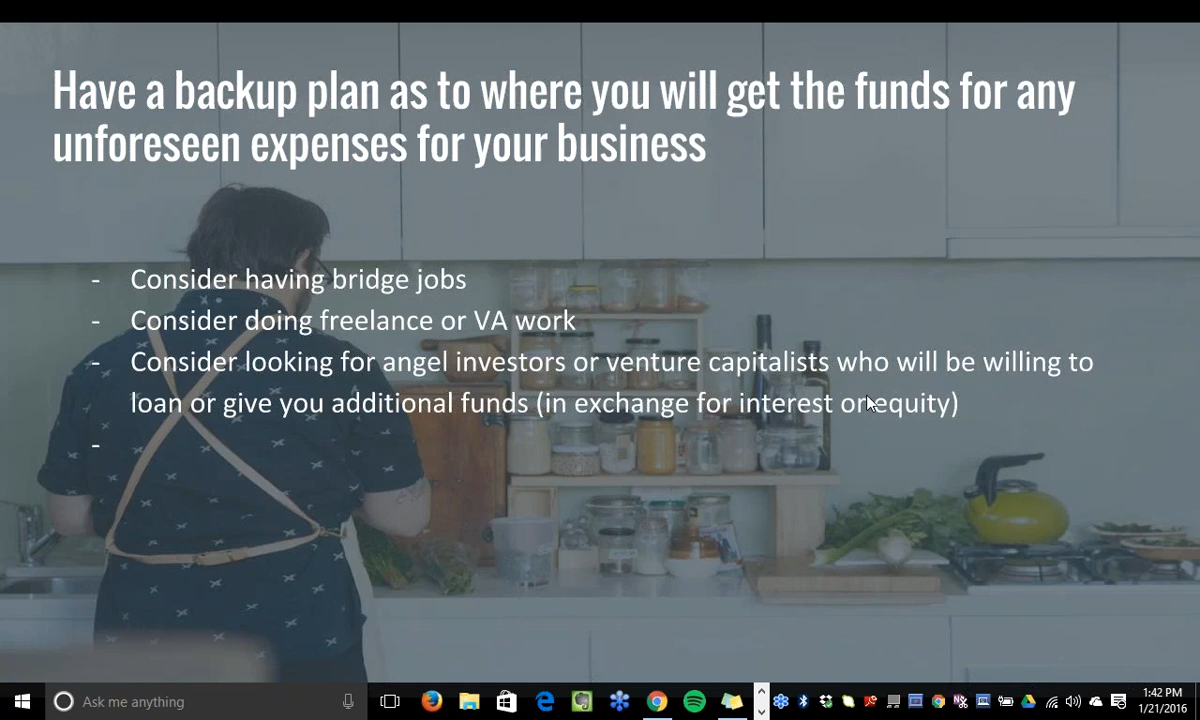 Have a backup plan as to where you will get the funds for any
unforeseen expenses for your business
- Consider having bridge jobs
- Consider doing freelance or VA work
- Consider looking for angel investors or venture capitalists who will be willing to
loan or give you additional funds (in exchange for interest or equity)
-
Ask me anything
1:42 PM
1/21/2016